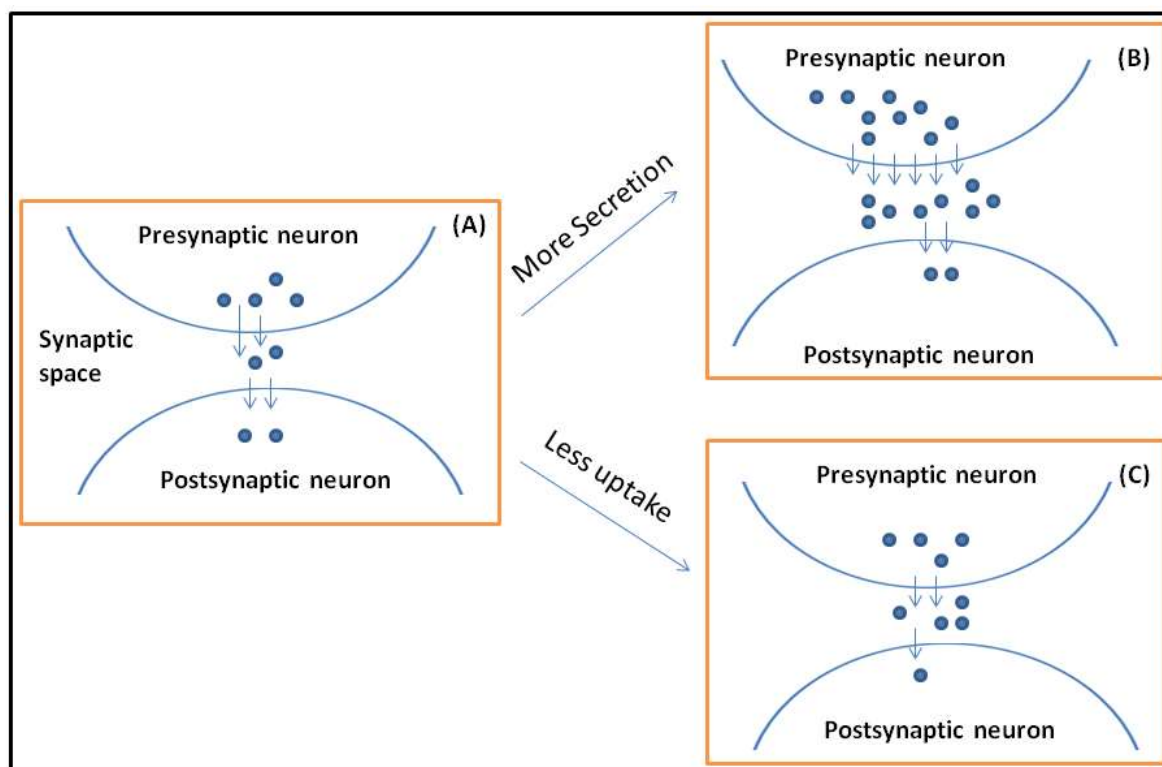 (A)
Presynaptic neuron
Synaptic
space
Postsynaptic neuron
More Secretion
Presynaptic neuron
(B)
Postsynaptic neuron
Less uptake
Presynaptic neuron
(C)
Postsynaptic neuron